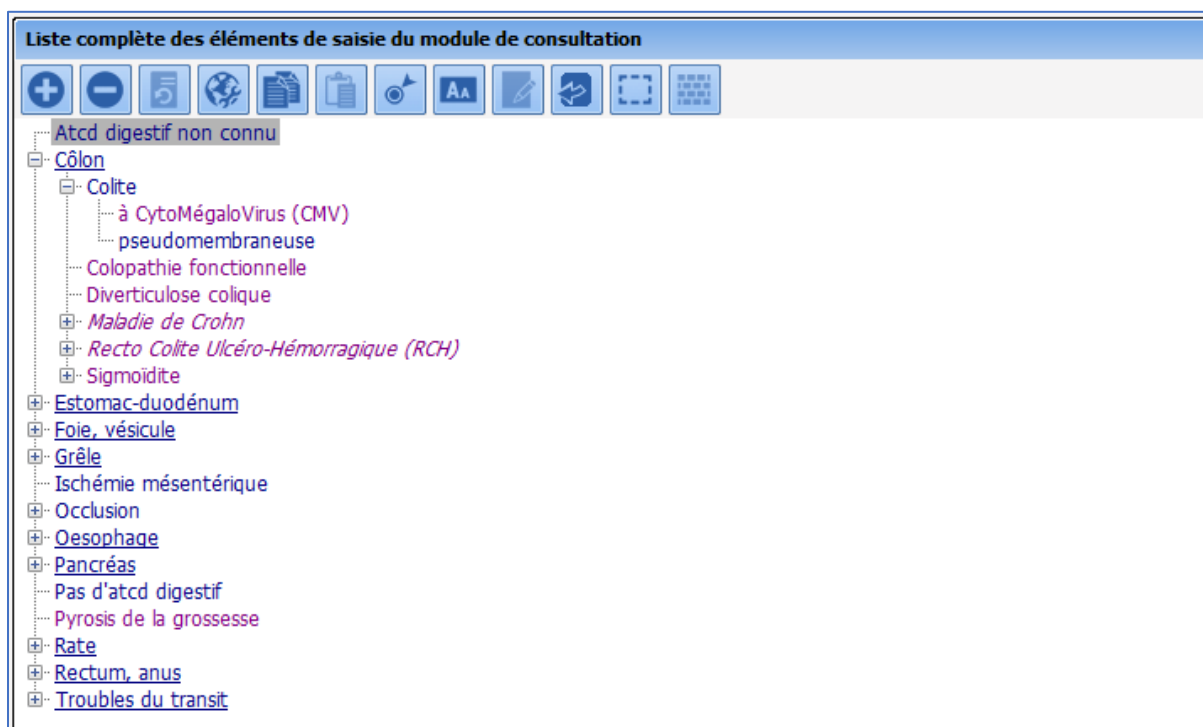 Liste complète des éléments de saisie du module de consultation
AA
Atcd digestif non connu
Côlon
Colite
à CytoMégaloVirus (CMV)
pseudomembraneuse
Colopathie fonctionnelle
Diverticulose colique
Maladie de Crohn
Recto Colite Ulcéro-Hémorragique (RCH)
Sigmoïdite
Estomac-duodénum
Foie, vésicule
Grêle
Ischémie mésentérique
Occlusion
Oesophage
Pancréas
Pas d'atcd digestif
Pyrosis de la grossesse
Rate
Rectum, anus
Troubles du transit